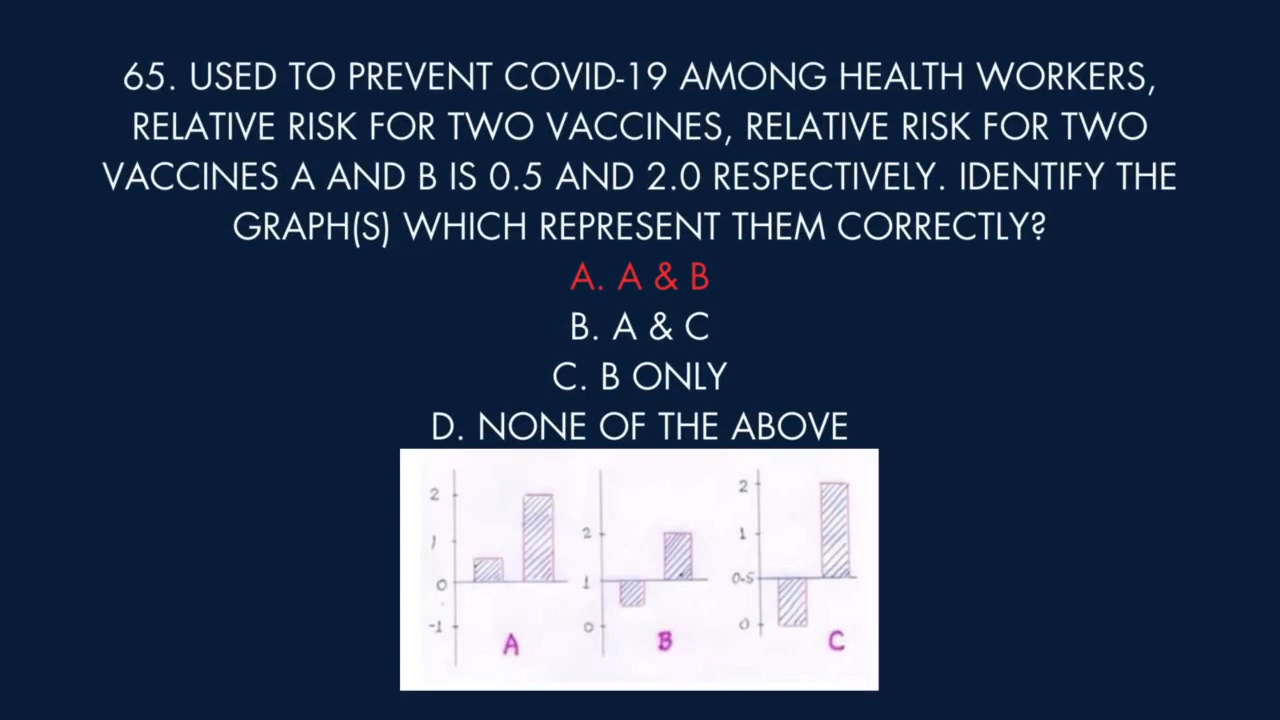 65. USED TO PREVENT COVID-19 AMONG HEALTH WORKERS,
RELATIVE RISK FOR TWO VACCINES, RELATIVE RISK FOR TWO
VACCINES A AND B IS 0.5 AND 2.0 RESPECTIVELY. IDENTIFY THE
GRAPH(S) WHICH REPRESENT THEM CORRECTLY?
A. A & B
B. A & C
C. B ONLY
D. NONE OF THE ABOVE
2
1
0
-1
A
2
1
0
B
2
1
0.5
0
C